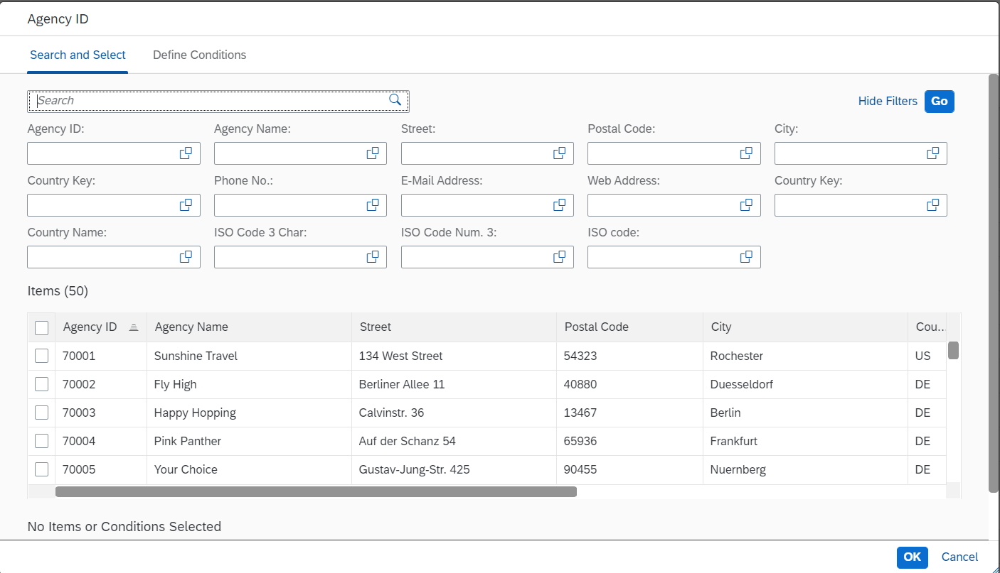 Agency ID
Search and Select Define Conditions
Search Hide Filters Go
Agency ID: Agency Name: Street: Postal Code: City:
Country Key: Phone No.: E-Mail Address: Web Address: Country Key:
Country Name: ISO Code 3 Char: ISO Code Num. 3: ISO code:
Items (50)
Agency ID Agency Name Street Postal Code City Cou...
70001 Sunshine Travel 134 West Street 54323 Rochester US
70002 Fly High Berliner Allee 11 40880 Duesseldorf DE
70003 Happy Hopping Calvinstr. 36 13467 Berlin DE
70004 Pink Panther Auf der Schanz 54 65936 Frankfurt DE
70005 Your Choice Gustav-Jung-Str. 425 90455 Nuernberg DE
No Items or Conditions Selected
OK Cancel